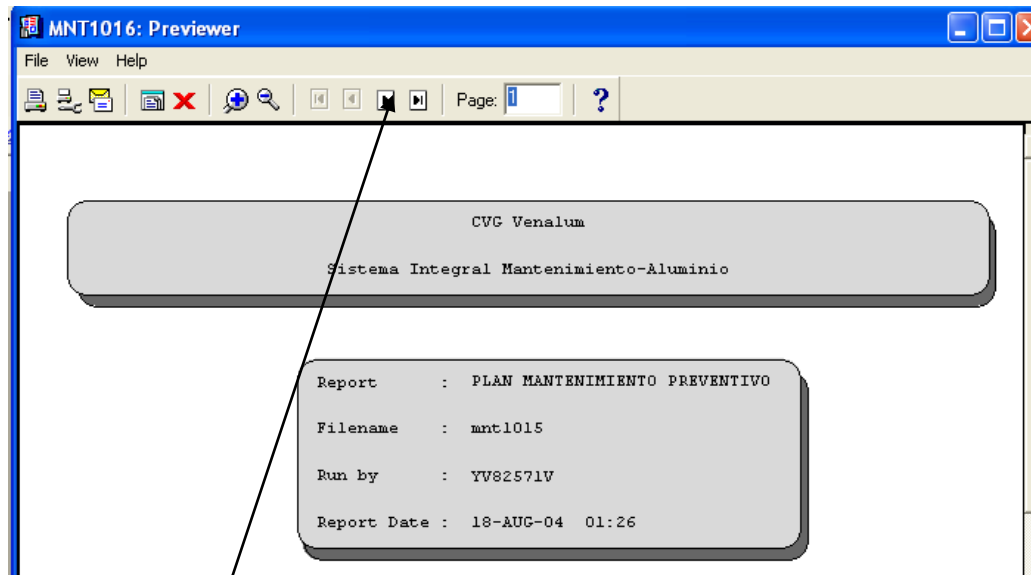 MNT1016: Previewer
File View Help
Page: 1
CVG Venalum
Sistema Integral Mantenimiento-Aluminio
Report : PLAN MANTENIMIENTO PREVENTIVO
Filename : mnt1015
Run by : YV82571V
Report Date : 18-AUG-04 01:26